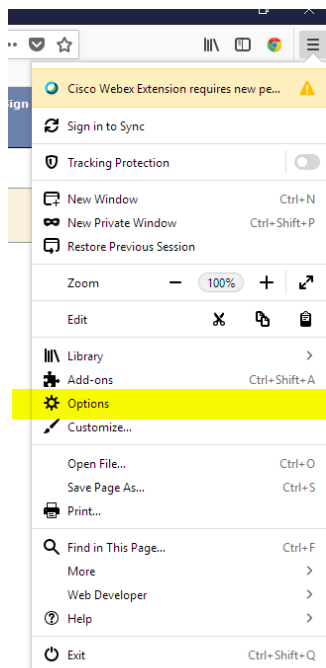 Sign
Cisco Webex Extension requires new pe...
Sign in to Sync
Tracking Protection
New Window Ctrl+N
New Private Window Ctrl+Shift+P
Restore Previous Session
Zoom 100%
Edit
Library
Add-ons Ctrl+Shift+A
Options
Customize...
Open File... Ctrl+O
Save Page As... Ctrl+S
Print...
Find in This Page... Ctrl+F
More
Web Developer
Help
Exit Ctrl+Shift+Q